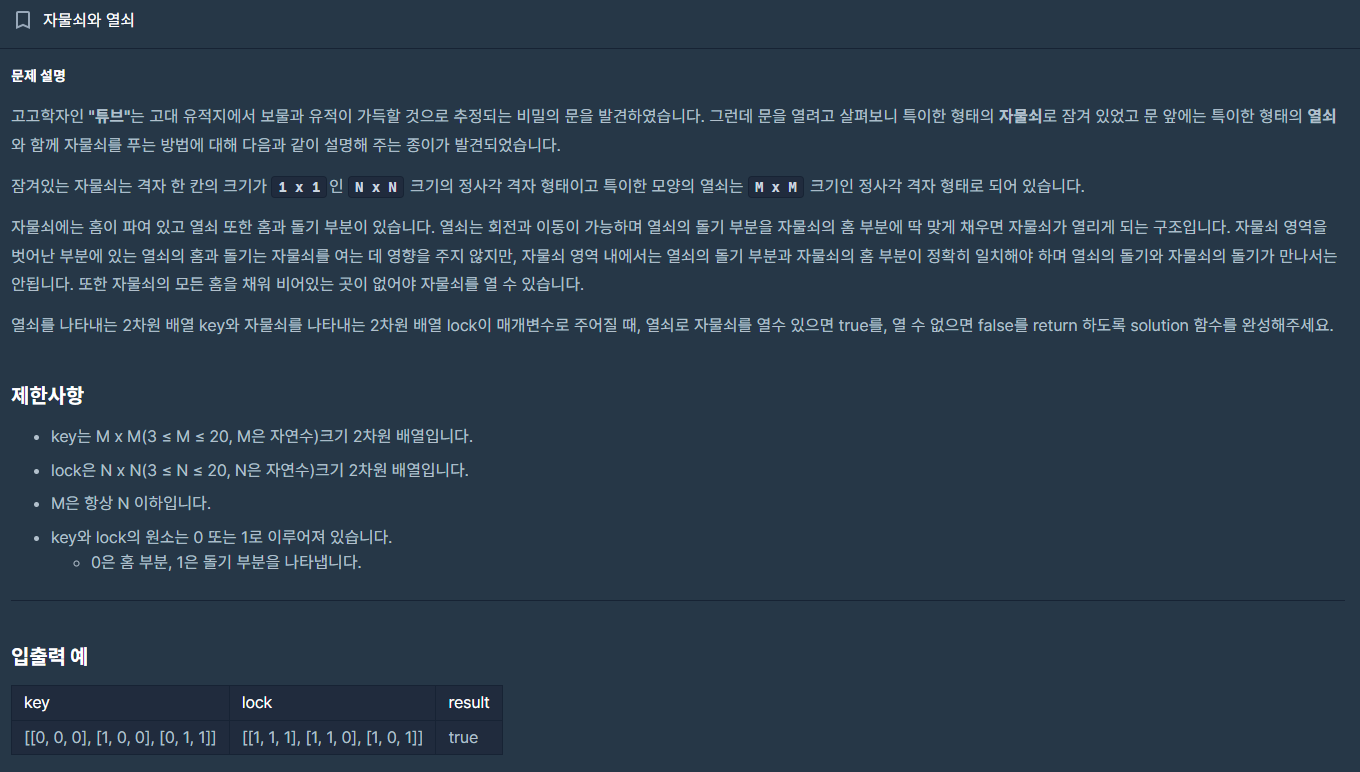 자물쇠와 열쇠
문제 설명
고고학자인 "튜브"는 고대 유적지에서 보물과 유적이 가득할 것으로 추정되는 비밀의 문을 발견하였습니다. 그런데 문을 열려고 살펴보니 특이한 형태의 자물쇠로 잠겨 있었고 문 앞에는 특이한 형태의 열쇠
와 함께 자물쇠를 푸는 방법에 대해 다음과 같이 설명해 주는 종이가 발견되었습니다.
잠겨있는 자물쇠는 격자 한 칸의 크기가 1 x 1인 N x N 크기의 정사각 격자 형태이고 특이한 모양의 열쇠는 M x M 크기인 정사각 격자 형태로 되어 있습니다.
자물쇠에는 홈이 파여 있고 열쇠 또한 홈과 돌기 부분이 있습니다. 열쇠는 회전과 이동이 가능하며 열쇠의 돌기 부분을 자물쇠의 홈 부분에 딱 맞게 채우면 자물쇠가 열리게 되는 구조입니다. 자물쇠 영역을
벗어난 부분에 있는 열쇠의 홈과 돌기는 자물쇠를 여는 데 영향을 주지 않지만, 자물쇠 영역 내에서는 열쇠의 돌기 부분과 자물쇠의 홈 부분이 정확히 일치해야 하며 열쇠의 돌기와 자물쇠의 돌기가 만나서는
안됩니다. 또한 자물쇠의 모든 홈을 채워 비어있는 곳이 없어야 자물쇠를 열 수 있습니다.
열쇠를 나타내는 2차원 배열 key와 자물쇠를 나타내는 2차원 배열 lock이 매개변수로 주어질 때, 열쇠로 자물쇠를 열수 있으면 true를, 열 수 없으면 false를 return 하도록 solution 함수를 완성해주세요.
제한사항
• key는 M x M(3 ≤ M ≤ 20, M은 자연수)크기 2차원 배열입니다.
• lock은 N x N(3 ≤ N ≤ 20, N은 자연수)크기 2차원 배열입니다.
• M은 항상 N 이하입니다.
• key와 lock의 원소는 0 또는 1로 이루어져 있습니다.
◦ 0은 홈 부분, 1은 돌기 부분을 나타냅니다.
입출력 예
key lock result
[[0, 0, 0], [1, 0, 0], [0, 1, 1]] [[1, 1, 1], [1, 1, 0], [1, 0, 1]] true